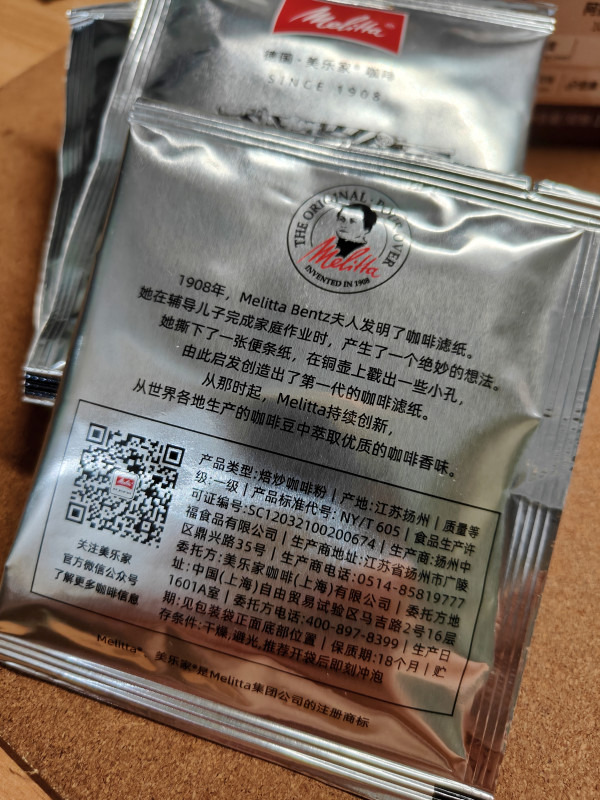 Melitta
德国·美乐家®咖啡
SINCE 1908
THE ORIGINAL POUR OVER
Melitta
INVENTED IN 1908
1908年，Melitta Bentz夫人发明了咖啡滤纸。
她在辅导儿子完成家庭作业时，产生了一个绝妙的想法。
她撕下了一张便条纸，在铜壶上戳出一些小孔，
由此启发创造出了第一代的咖啡滤纸。
从那时起，Melitta持续创新，
从世界各地生产的咖啡豆中萃取优质的咖啡香味。
关注美乐家
官方微信公众号
了解更多咖啡信息
产品类型:焙炒咖啡粉 | 产地:江苏扬州 | 质量等
级:一级 | 产品标准代号: NY/T 605 | 食品生产许
可证编号:SC12032100200674 | 生产商:扬州中
福食品有限公司 | 生产商地址:江苏省扬州市广陵
区鼎兴路35号 | 生产商电话:0514-85819777
委托方:美乐家咖啡(上海)有限公司 | 委托方地
址:中国(上海)自由贸易试验区马吉路2号16层
1601A室 | 委托方电话:400-897-8399 | 生产日
期:见包装袋正面底部位置 | 保质期:18个月 | 贮
存条件:干燥,避光,推荐开袋后即刻冲泡
Melitta®、美乐家®是Melitta集团公司的注册商标